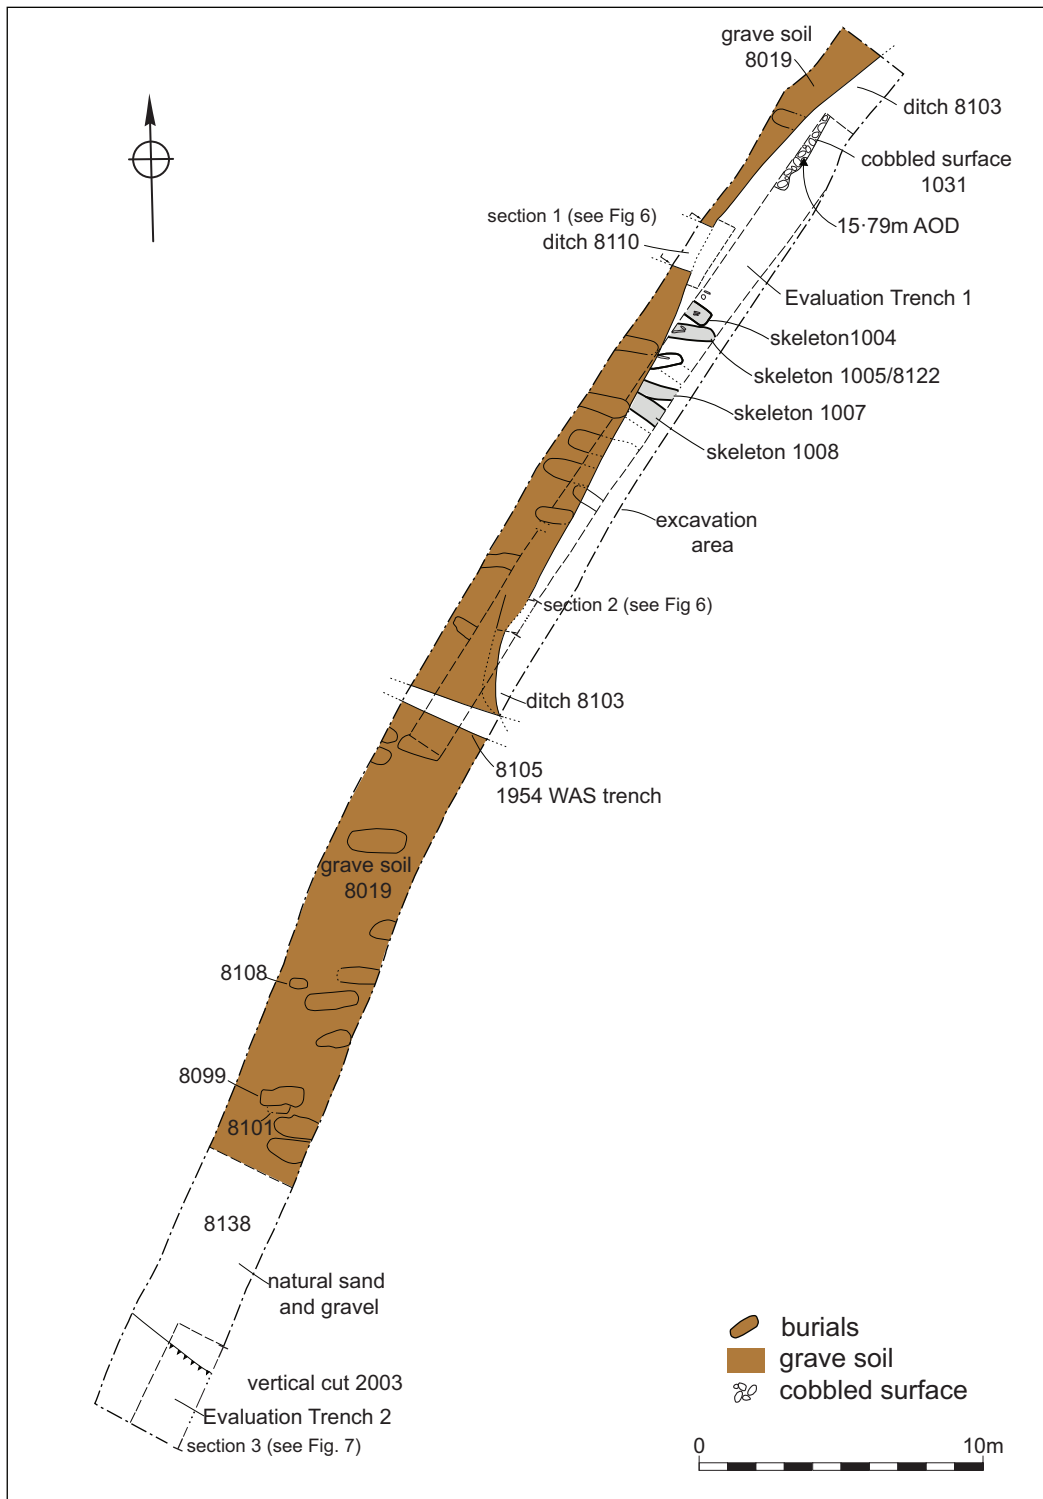 grave soil
8019
ditch 8103
cobbled surface
1031
section 1 (see Fig 6)
ditch 8110
15·79m AOD
Evaluation Trench 1
skeleton1004
skeleton 1005/8122
skeleton 1007
skeleton 1008
excavation
area
section 2 (see Fig 6)
ditch 8103
8105
1954 WAS trench
grave soil
8019
8108
8099
8101
8138
natural sand
and gravel
vertical cut 2003
Evaluation Trench 2
section 3 (see Fig. 7)
burials
grave soil
cobbled surface
0
10m